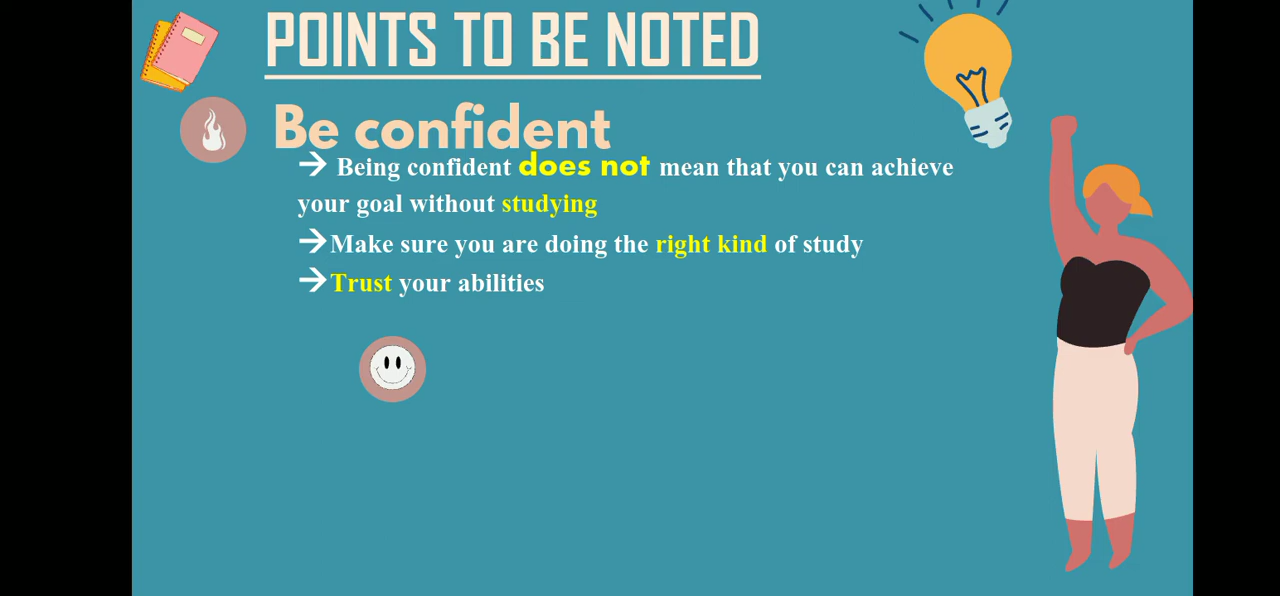 POINTS TO BE NOTED
Be confident
→ Being confident does not mean that you can achieve
your goal without studying
→Make sure you are doing the right kind of study
→Trust your abilities